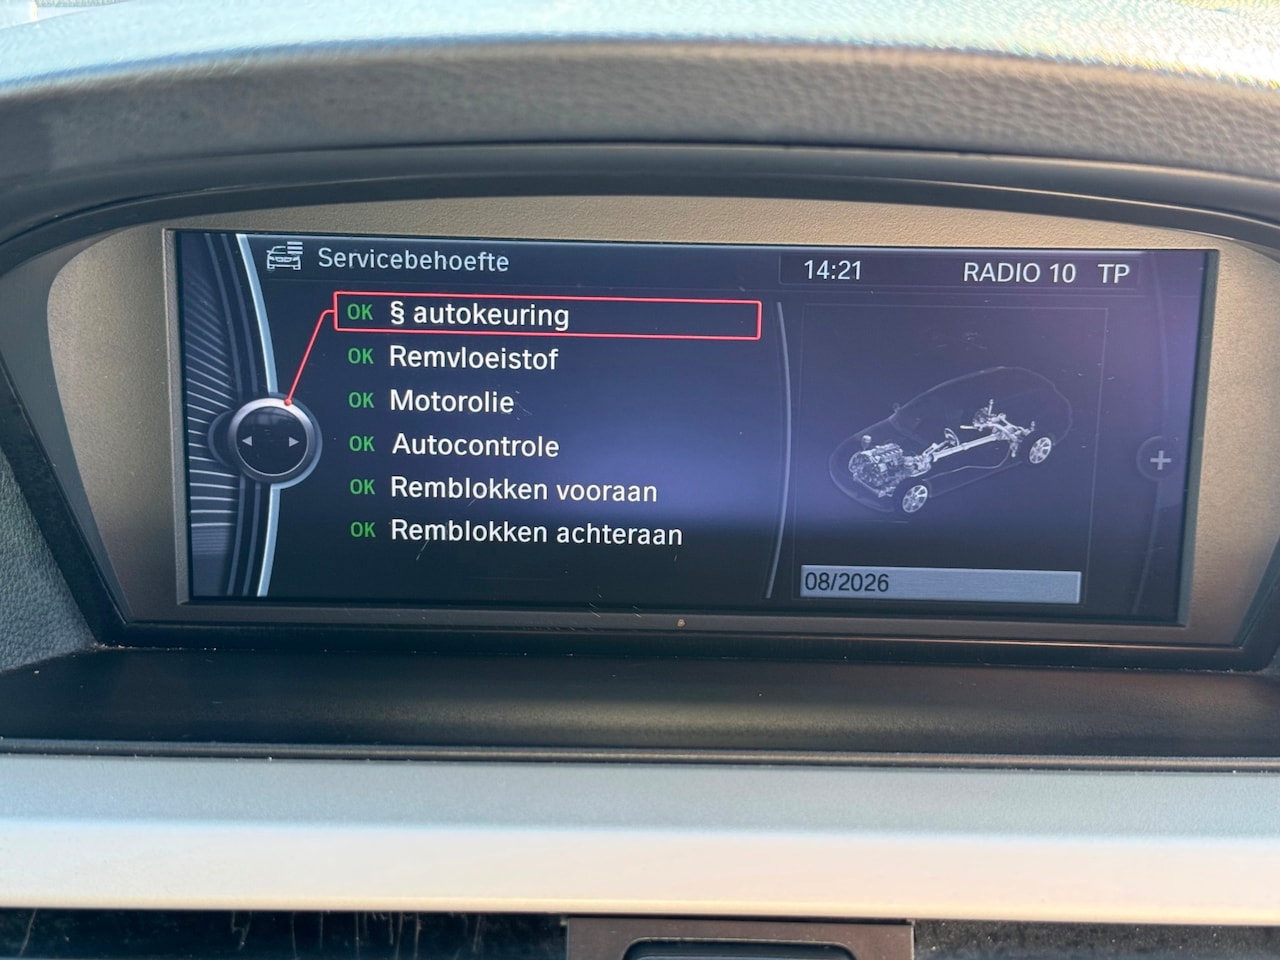 Servicebehoefte
14:21 RADIO 10 TP
OK § autokeuring
OK Remvloeistof
OK Motorolie
OK Autocontrole
OK Remblokken vooraan
OK Remblokken achteraan
08/2026